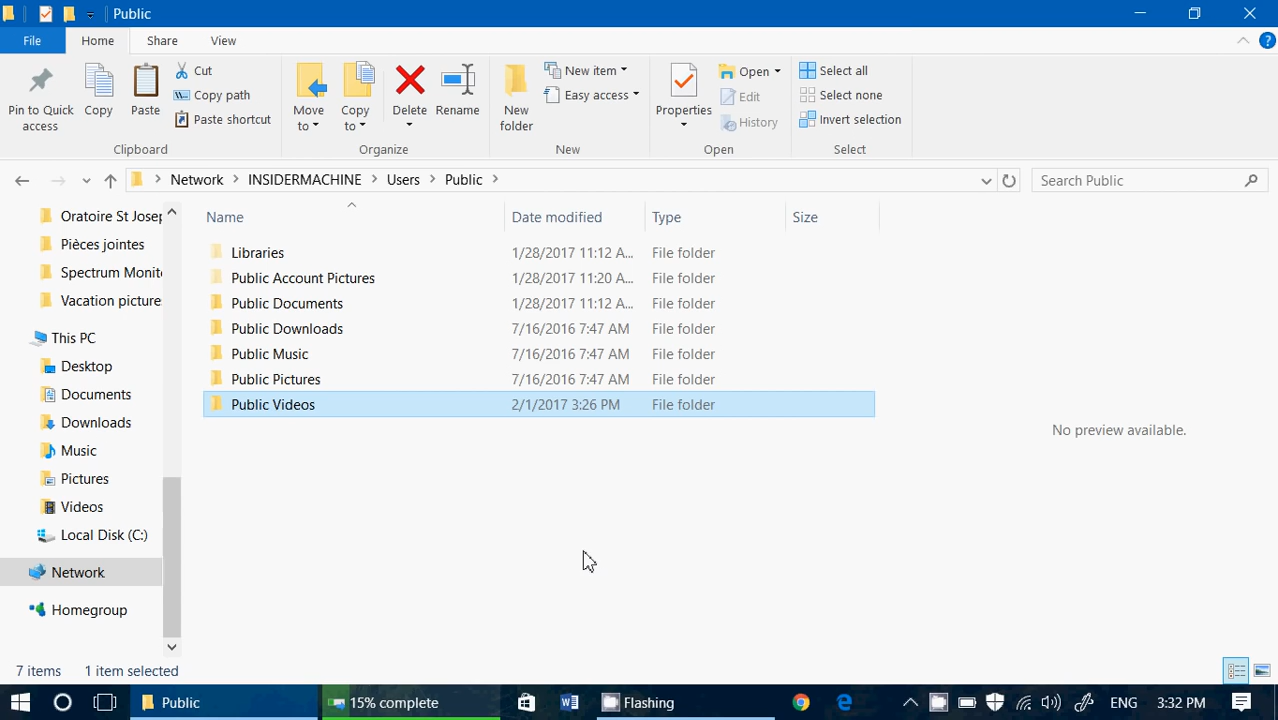 Public
File
Home
Share
View
Pin to Quick access
Copy
Paste
Cut
Copy path
Paste shortcut
Clipboard
Move to
Copy to
Delete
Rename
Organize
New folder
New item
Easy access
New
Properties
Open
Edit
History
Open
Select all
Select none
Invert selection
Select
Network > INSIDERMACHINE > Users > Public >
Search Public
Oratoire St Josep
Pièces jointes
Spectrum Monit
Vacation picture
This PC
Desktop
Documents
Downloads
Music
Pictures
Videos
Local Disk (C:)
Network
Homegroup
Name Date modified Type Size
Libraries 1/28/2017 11:12 A... File folder
Public Account Pictures 1/28/2017 11:20 A... File folder
Public Documents 1/28/2017 11:12 A... File folder
Public Downloads 7/16/2016 7:47 AM File folder
Public Music 7/16/2016 7:47 AM File folder
Public Pictures 7/16/2016 7:47 AM File folder
Public Videos 2/1/2017 3:26 PM File folder
No preview available.
7 items 1 item selected
Public
15% complete
Flashing
ENG
3:32 PM